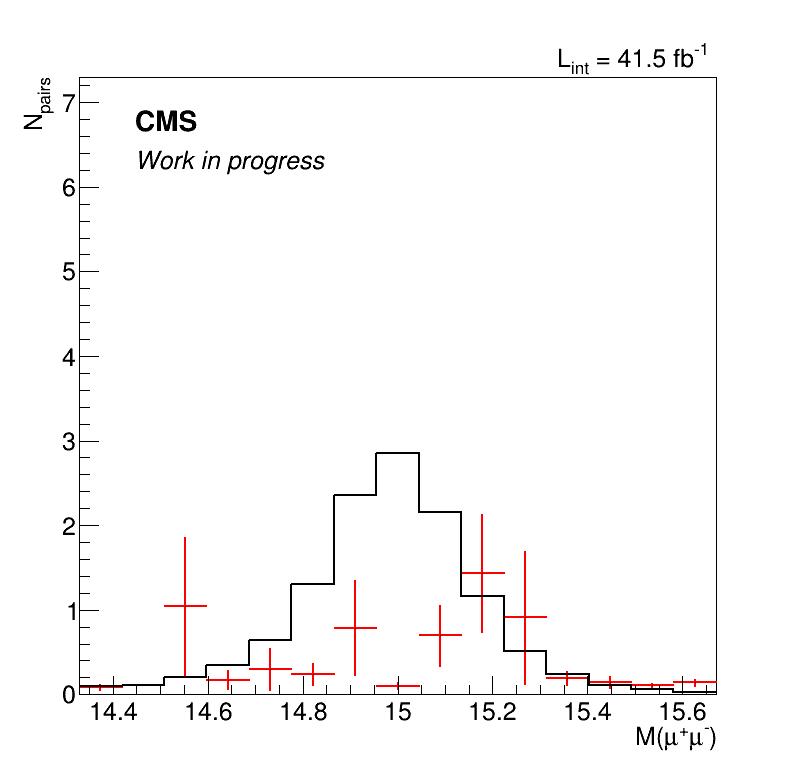 L_int = 41.5 fb^-1
N_pairs
CMS
Work in progress
7
6
5
4
3
2
1
0
14.4 14.6 14.8 15 15.2 15.4 15.6
M(μ⁺μ⁻)